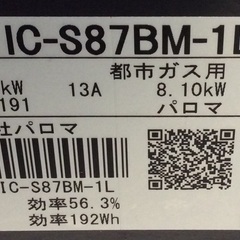 IC-S87BM-1L
都市ガス用
kW 13A 8.10kW
191 パロマ
社パロマ
IC-S87BM-1L
効率56.3%
効率192Wh